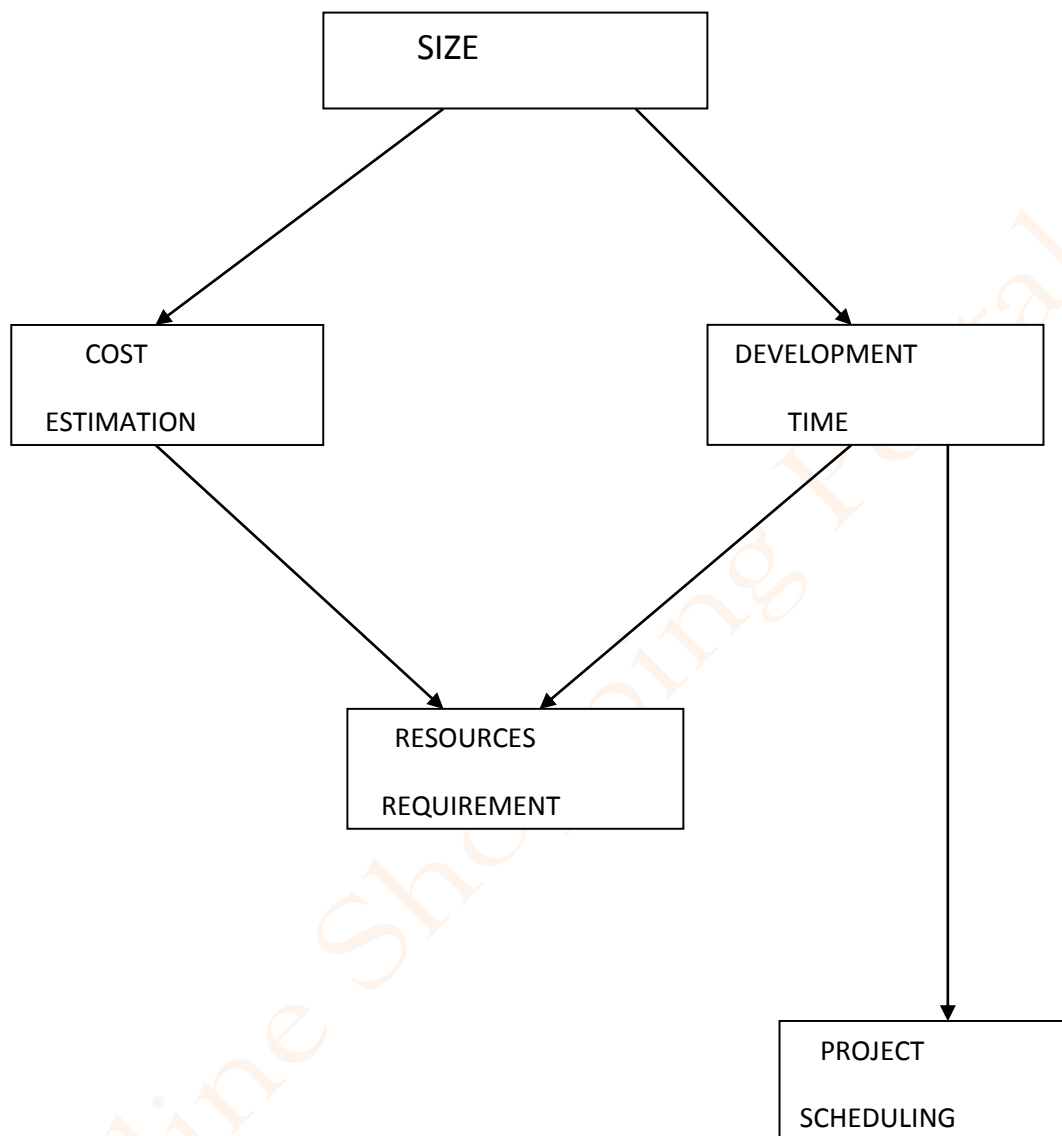 SIZE
COST
ESTIMATION
DEVELOPMENT
TIME
RESOURCES
REQUIREMENT
PROJECT
SCHEDULING